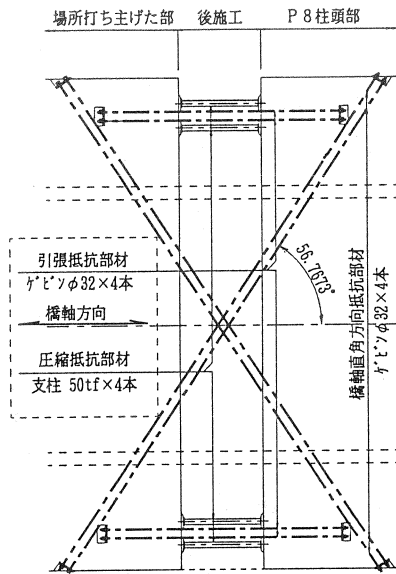 場所打ち主げた部 後施工 P8柱頭部
引張抵抗部材
ゲビンφ32×4本
橋軸方向
圧縮抵抗部材
支柱 50tf×4本
56.7673°
橋軸直角方向抵抗部材
ゲビンφ32×4本